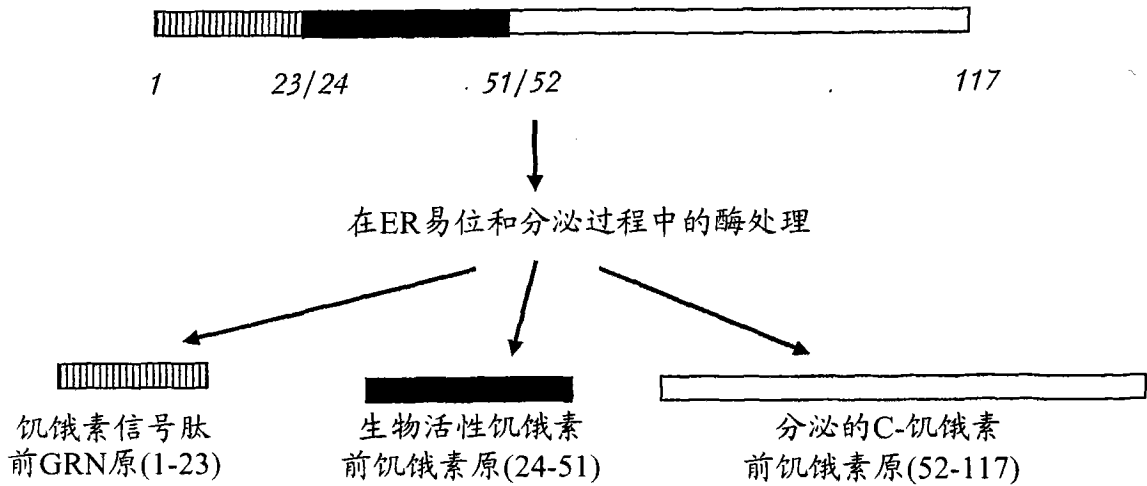 1 23/24 51/52 117
在ER易位和分泌过程中的酶处理
饥饿素信号肽 生物活性饥饿素 分泌的C-饥饿素
前GRN原(1-23) 前饥饿素原(24-51) 前饥饿素原(52-117)